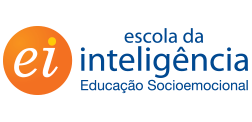 ei
escola da
inteligência
Educação Socioemocional